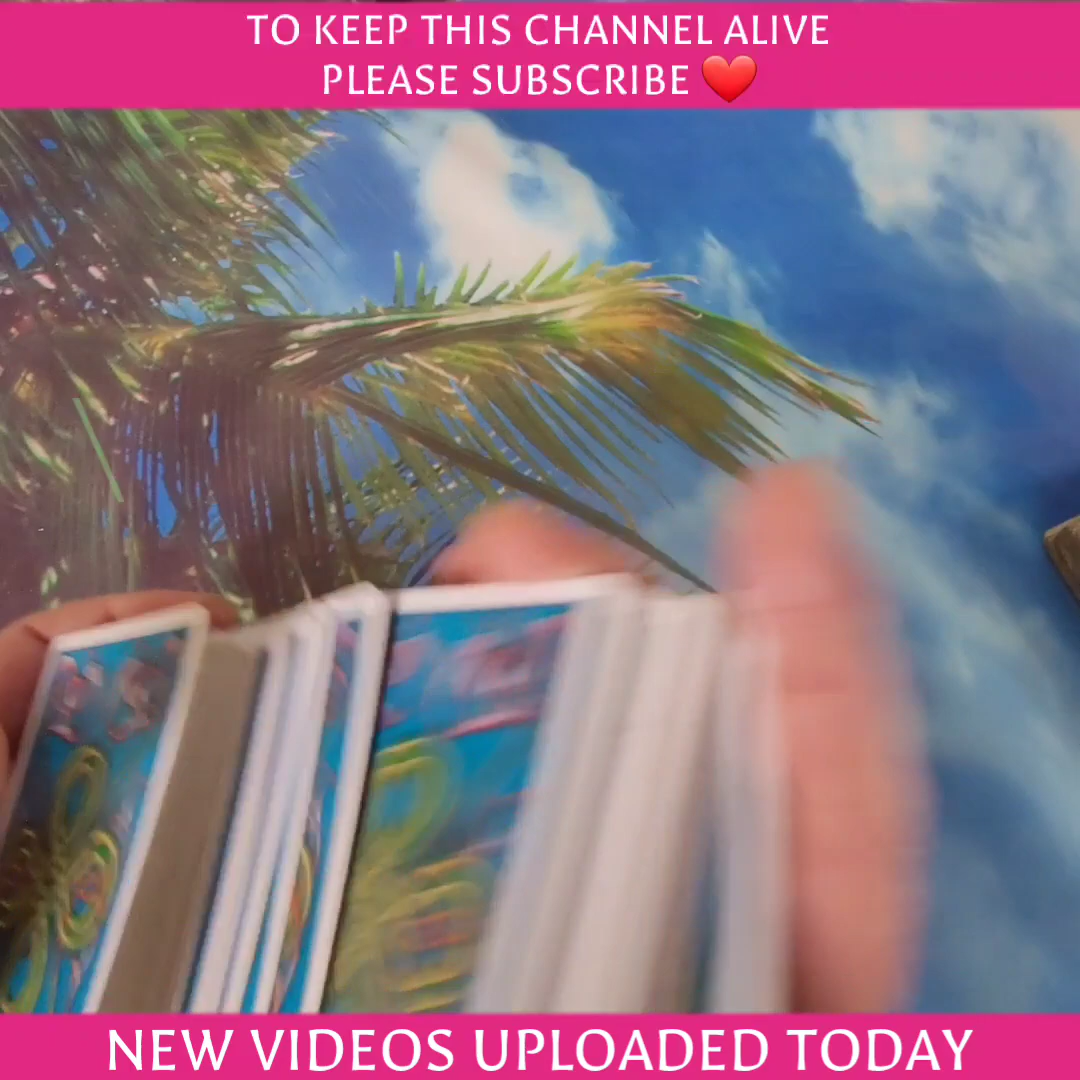 TO KEEP THIS CHANNEL ALIVE
PLEASE SUBSCRIBE ❤️
NEW VIDEOS UPLOADED TODAY